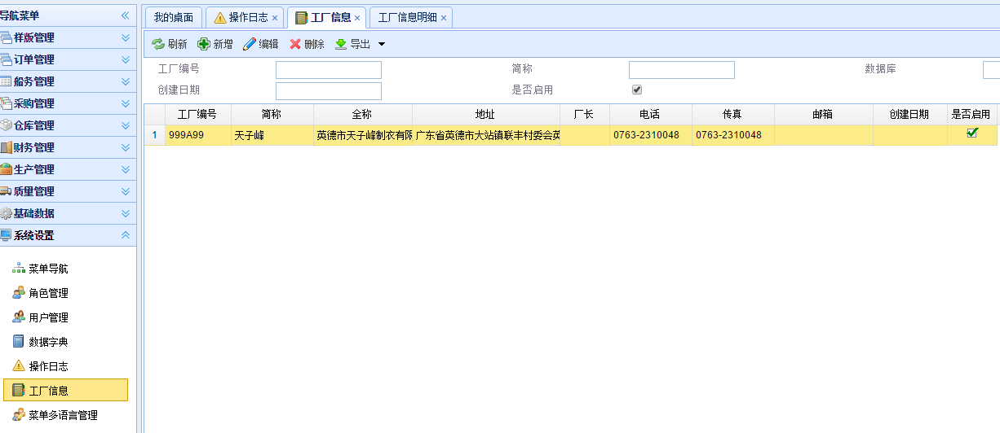 导航菜单
样版管理
订单管理
船务管理
采购管理
仓库管理
财务管理
生产管理
质量管理
基础数据
系统设置
菜单导航
角色管理
用户管理
数据字典
操作日志
工厂信息
菜单多语言管理
我的桌面 操作日志 × 工厂信息 × 工厂信息明细 ×
刷新 新增 编辑 删除 导出
工厂编号 简称 数据库
创建日期 是否启用
工厂编号 简称 全称 地址 厂长 电话 传真 邮箱 创建日期 是否启用
1 999A99 天子峰 英德市天子峰制衣有限 广东省英德市大站镇联丰村委会英 0763-2310048 0763-2310048